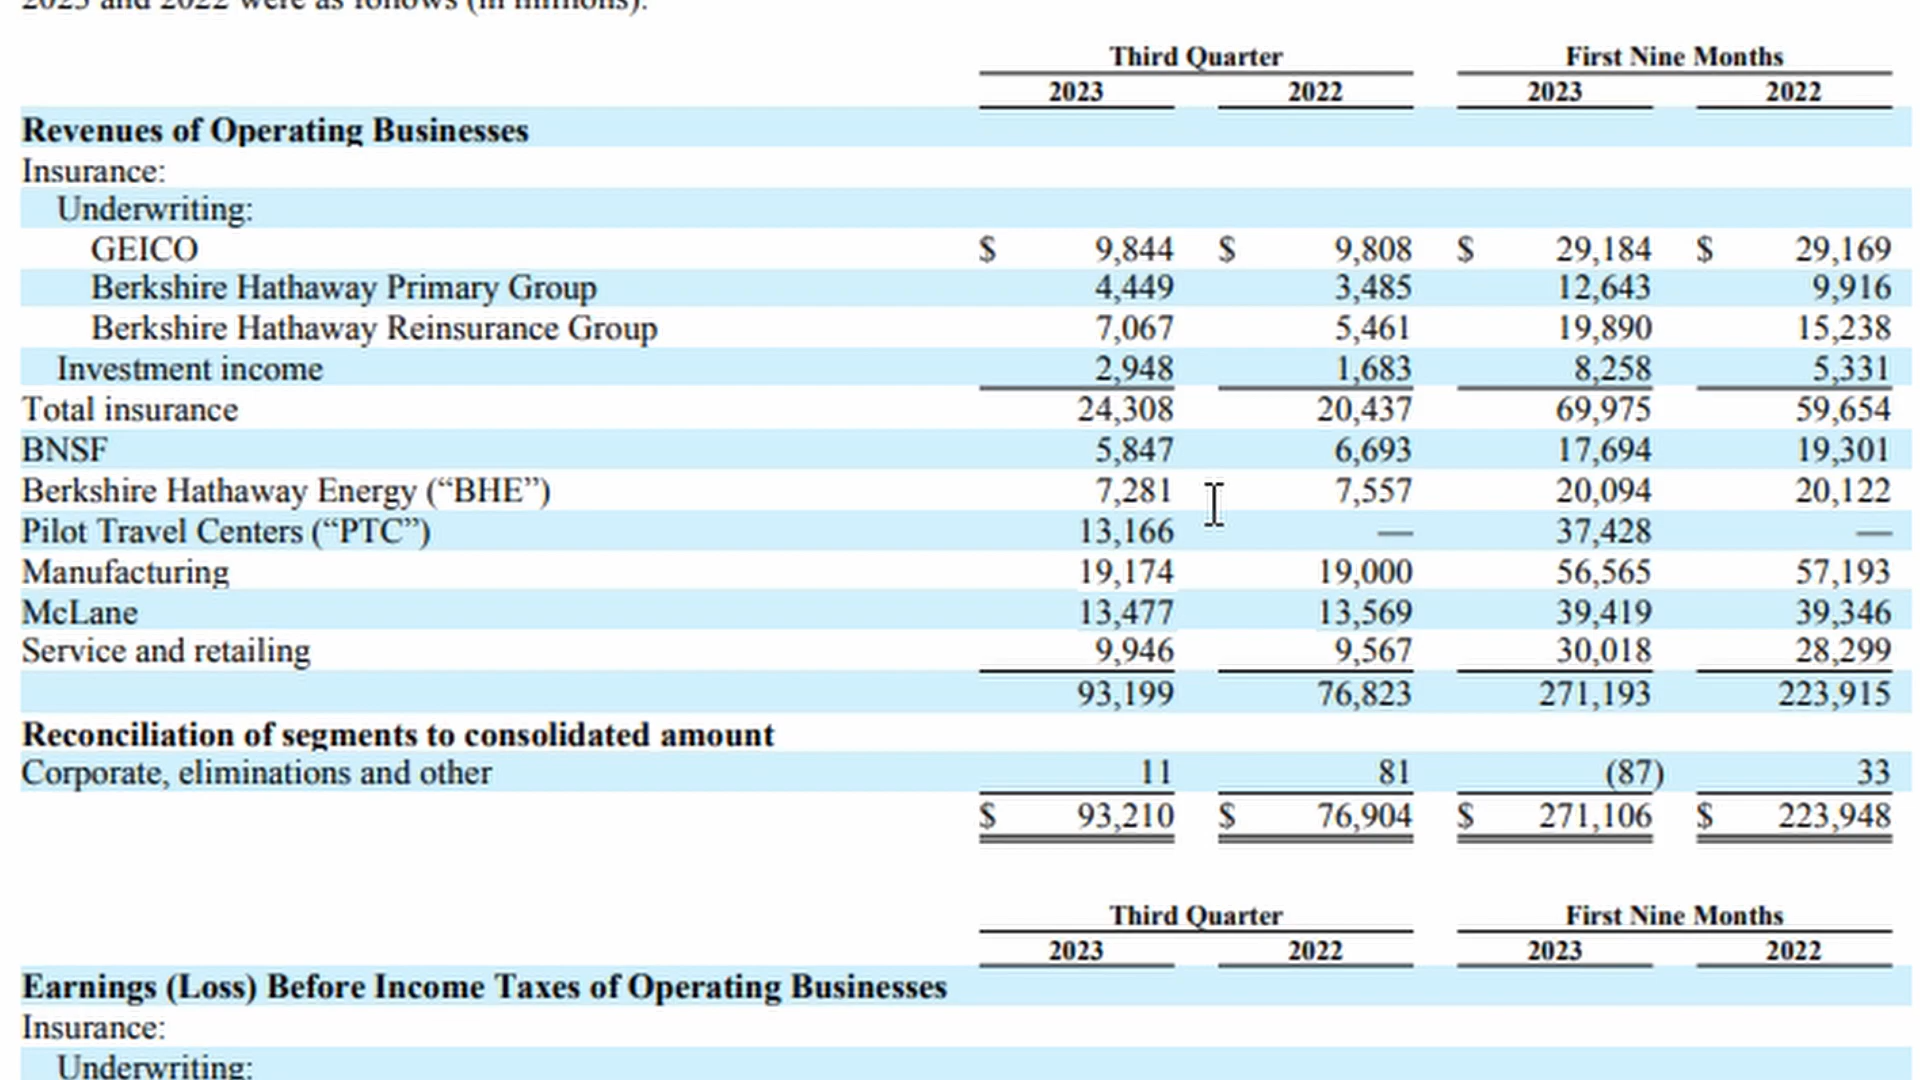 2023 and 2022 were as follows (in millions).
Third Quarter First Nine Months
2023 2022 2023 2022
Revenues of Operating Businesses
Insurance:
Underwriting:
GEICO $ 9,844 $ 9,808 $ 29,184 $ 29,169
Berkshire Hathaway Primary Group 4,449 3,485 12,643 9,916
Berkshire Hathaway Reinsurance Group 7,067 5,461 19,890 15,238
Investment income 2,948 1,683 8,258 5,331
Total insurance 24,308 20,437 69,975 59,654
BNSF 5,847 6,693 17,694 19,301
Berkshire Hathaway Energy (“BHE”) 7,281 7,557 20,094 20,122
Pilot Travel Centers (“PTC”) 13,166 — 37,428 —
Manufacturing 19,174 19,000 56,565 57,193
McLane 13,477 13,569 39,419 39,346
Service and retailing 9,946 9,567 30,018 28,299
93,199 76,823 271,193 223,915
Reconciliation of segments to consolidated amount
Corporate, eliminations and other 11 81 (87) 33
$ 93,210 $ 76,904 $ 271,106 $ 223,948
Third Quarter First Nine Months
2023 2022 2023 2022
Earnings (Loss) Before Income Taxes of Operating Businesses
Insurance:
Underwriting: